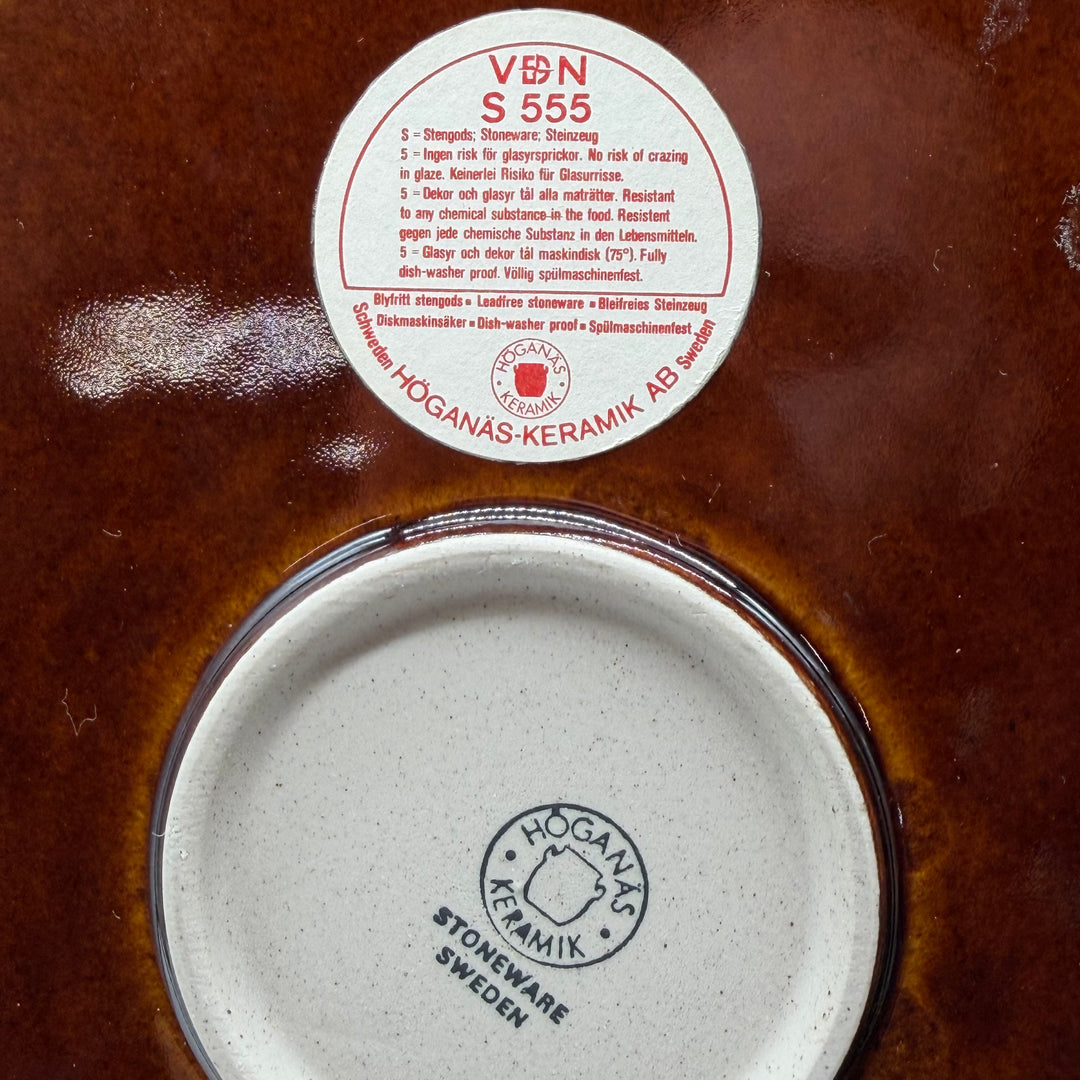 VDN
S 555
S = Stengods; Stoneware; Steinzeug
5 = Ingen risk för glasyrsprickor. No risk of crazing
in glaze. Keinerlei Risiko für Glasurrisse.
5 = Dekor och glasyr tål alla maträtter. Resistant
to any chemical substance in the food. Resistent
gegen jede chemische Substanz in den Lebensmitteln.
5 = Glasyr och dekor tål maskindisk (75°). Fully
dish-washer proof. Völlig spülmaschinenfest.
Blyfritt stengods ▪ Leadfree stoneware ▪ Bleifreies Steinzeug
Diskmaskinsäker ▪ Dish-washer proof ▪ Spülmaschinenfest
HÖGANÄS
• KERAMIK •
Schweden HÖGANÄS-KERAMIK AB Sweden
HÖGANÄS
• KERAMIK •
STONEWARE
SWEDEN